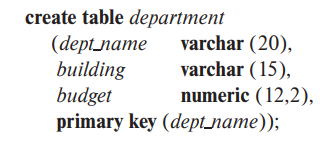 create table department
(dept_name varchar (20),
building varchar (15),
budget numeric (12,2),
primary key (dept_name));